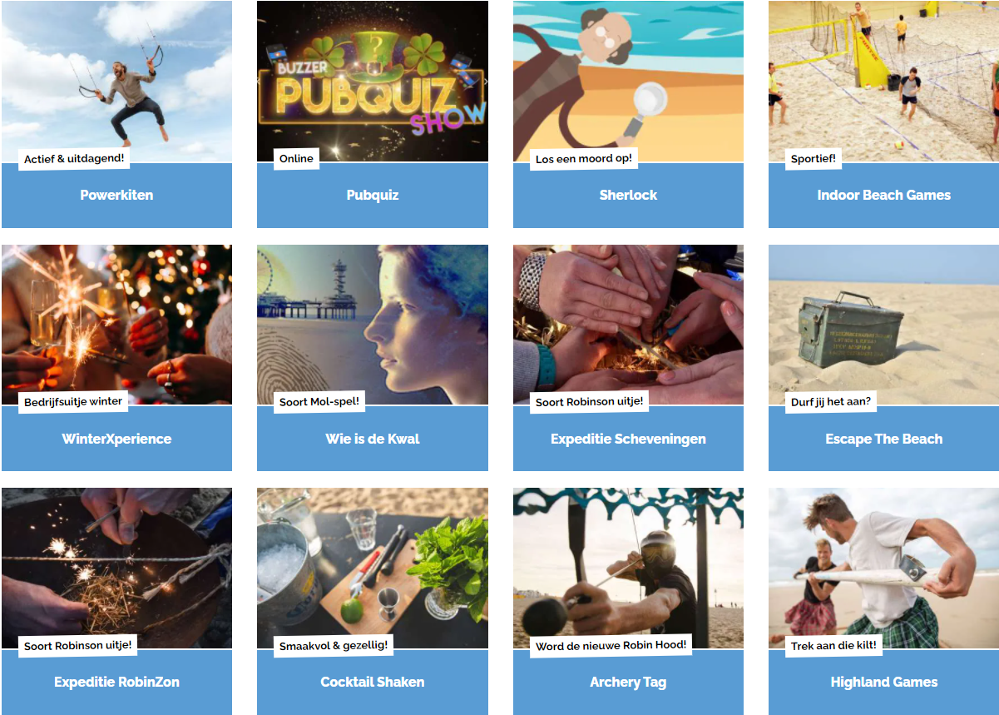 Actief & uitdagend!
Powerkiten
BUZZER
PUBQUIZ
SHOW
Online
Pubquiz
Los een moord op!
Sherlock
Sportief!
Indoor Beach Games
Bedrijfsuitje winter
WinterXperience
Soort Mol-spel!
Wie is de Kwal
Soort Robinson uitje!
Expeditie Scheveningen
Durf jij het aan?
Escape The Beach
Soort Robinson uitje!
Expeditie RobinZon
Smaakvol & gezellig!
Cocktail Shaken
Word de nieuwe Robin Hood!
Archery Tag
Trek aan die kilt!
Highland Games